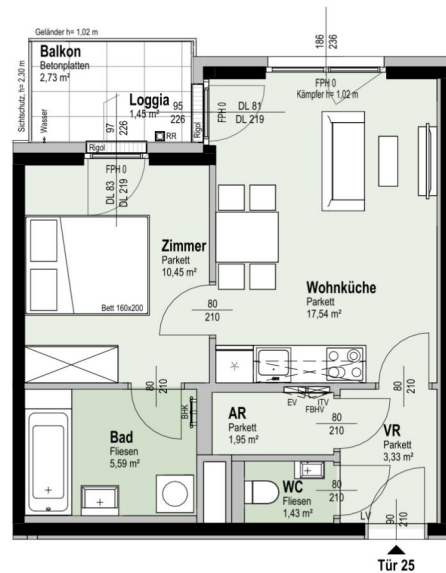 Geländer h= 1,02 m
Balkon
Betonplatten
2,73 m²
Sichtschutz, h= 2,30 m
Wasser
Loggia
1,45 m²
97
226
RR
95
226
Rigol
Rigol
186
236
FPH 0
Kämpfer h= 1,02 m
FPH 0
DL 81
DL 219
FPH 0
DL 83
DL 219
Zimmer
Parkett
10,45 m²
Bett 160x200
80
210
Wohnküche
Parkett
17,54 m²
80
210
BHK
EV
FBHV
ITV
80
210
Bad
Fliesen
5,59 m²
AR
Parkett
1,95 m²
80
210
VR
Parkett
3,33 m²
WC
Fliesen
1,43 m²
80
210
LV
90
210
Tür 25